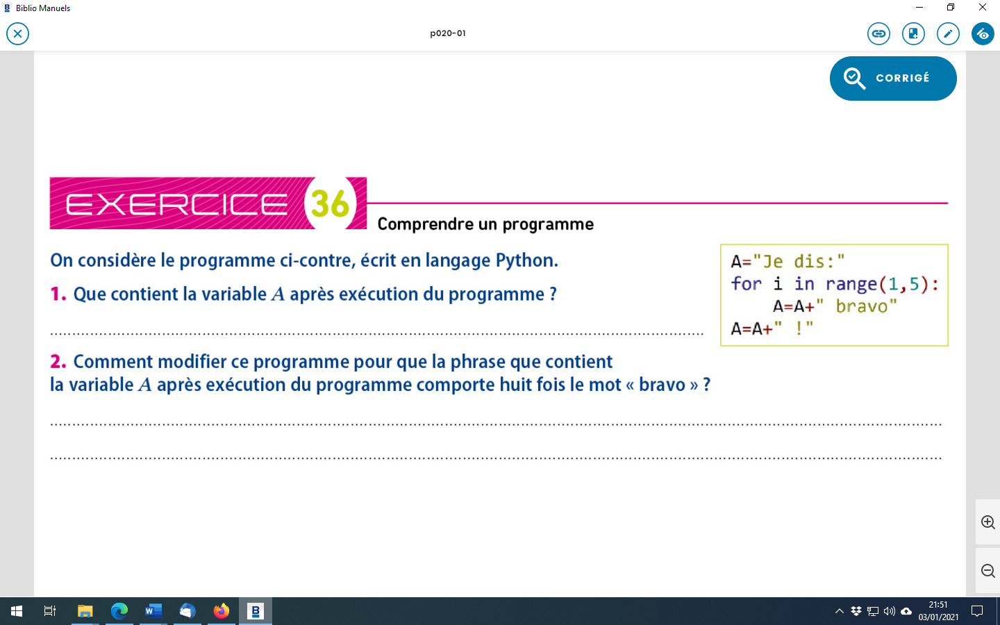 Biblio Manuels
p020-01
CORRIGÉ
EXERCICE 36
Comprendre un programme
On considère le programme ci-contre, écrit en langage Python.
1. Que contient la variable A après exécution du programme ?
A="Je dis:"
for i in range(1,5):
    A=A+" bravo"
A=A+" !"
2. Comment modifier ce programme pour que la phrase que contient
la variable A après exécution du programme comporte huit fois le mot « bravo » ?
21:51
03/01/2021